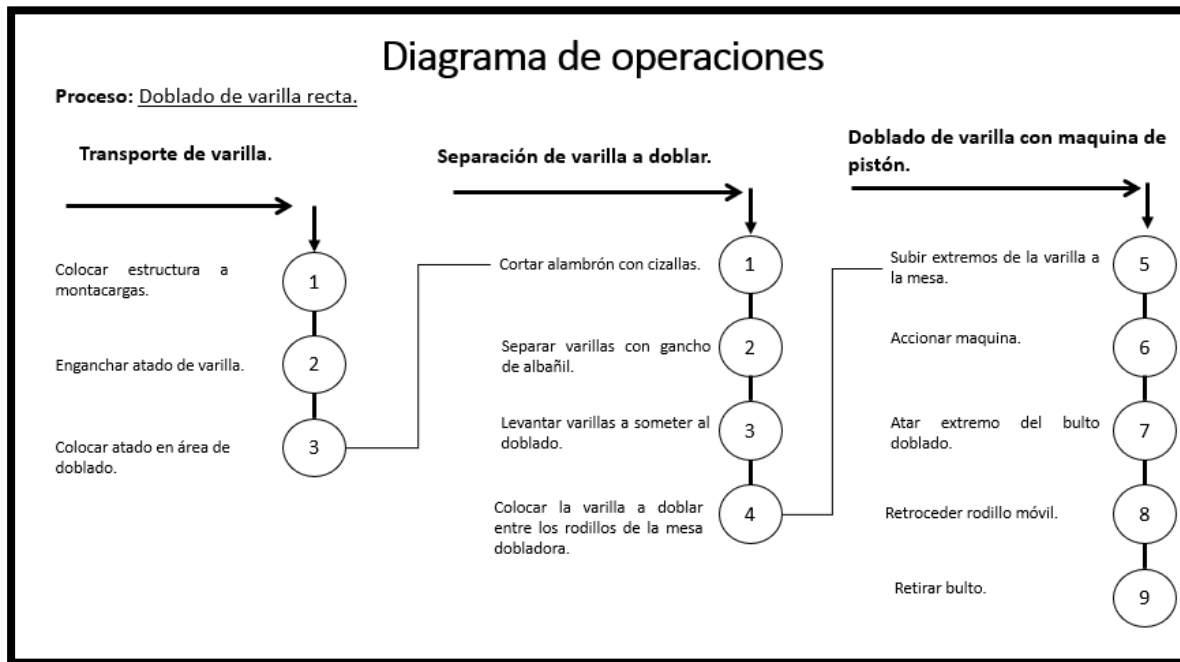 Diagrama de operaciones
Proceso: Doblado de varilla recta.
Transporte de varilla.
Colocar estructura a
montacargas.
1
Enganchar atado de varilla.
2
Colocar atado en área de
doblado.
3
Separación de varilla a doblar.
Cortar alambrón con cizallas.
1
Separar varillas con gancho
de albañil.
2
Levantar varillas a someter al
doblado.
3
Colocar la varilla a doblar
entre los rodillos de la mesa
dobladora.
4
Doblado de varilla con maquina de
pistón.
Subir extremos de la varilla a
la mesa.
5
Accionar maquina.
6
Atar extremo del bulto
doblado.
7
Retroceder rodillo móvil.
8
Retirar bulto.
9